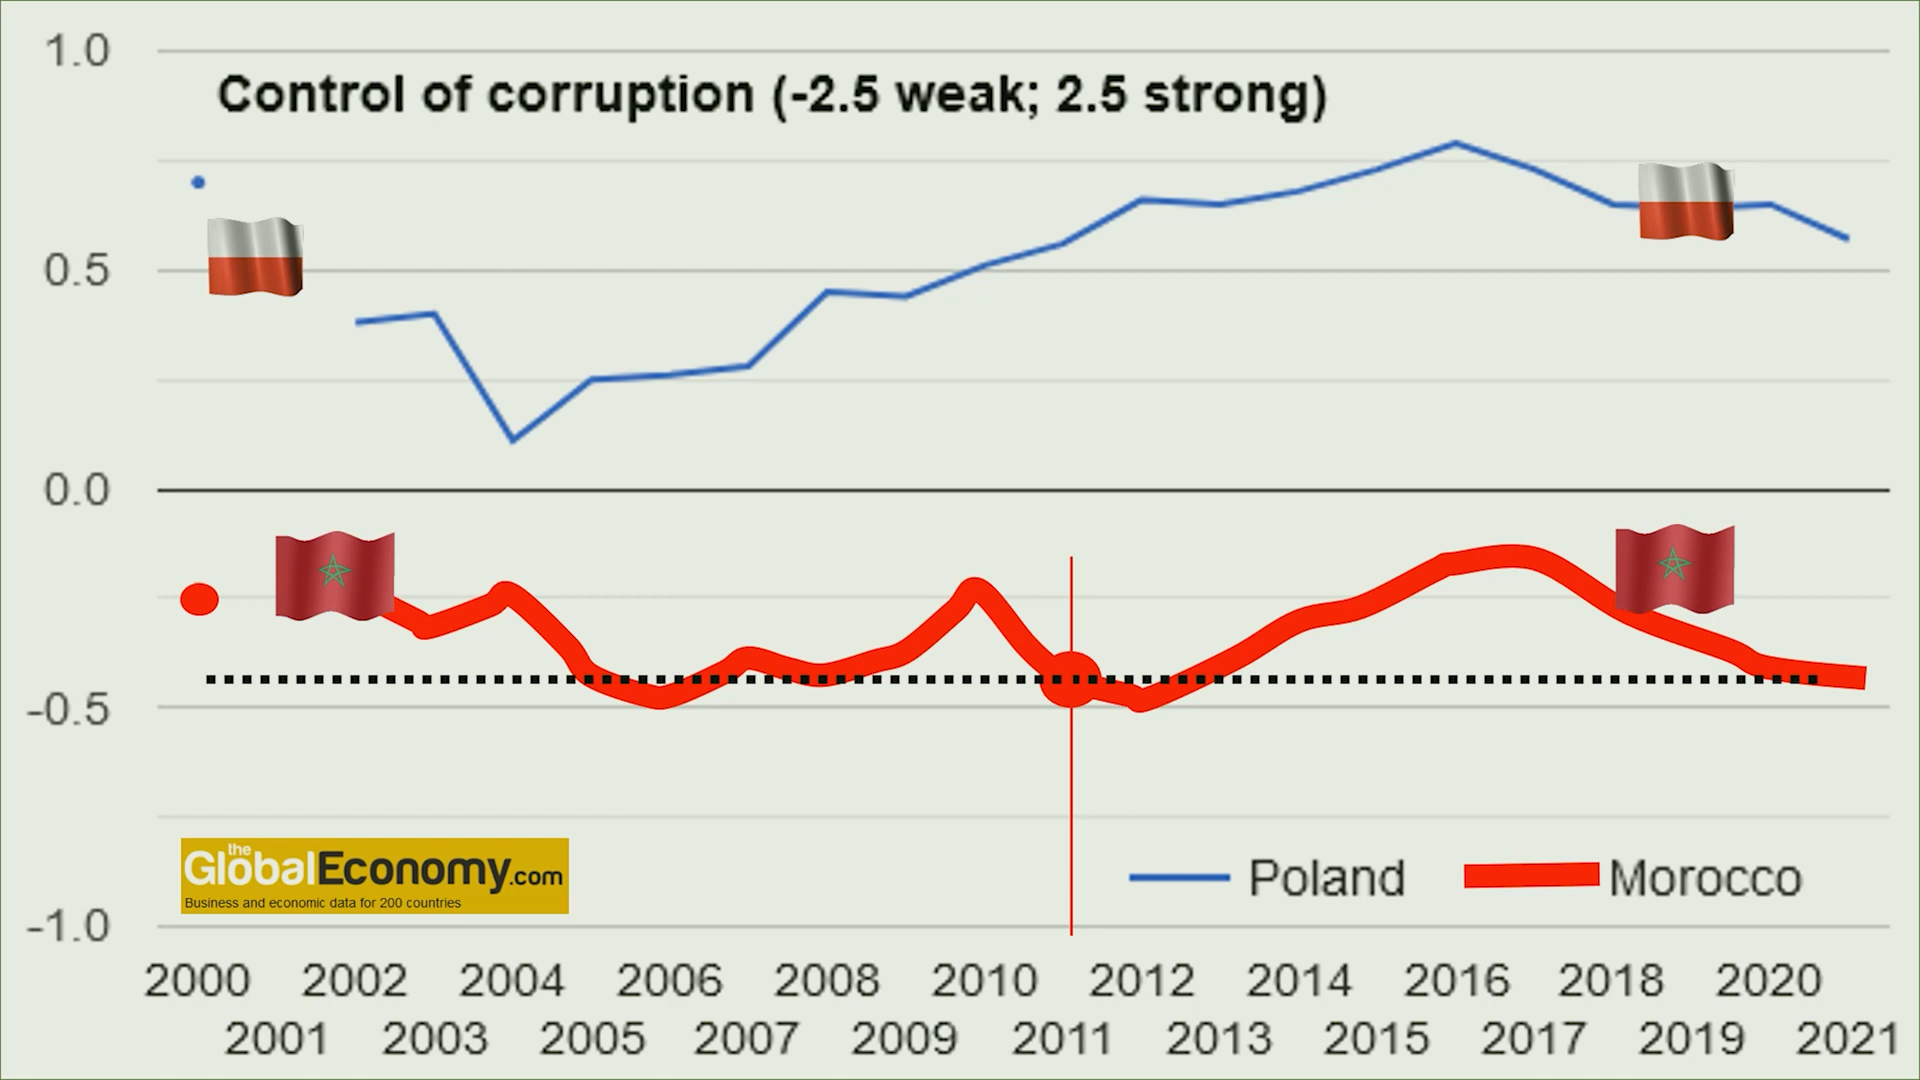 Control of corruption (-2.5 weak; 2.5 strong)
1.0
0.5
0.0
-0.5
-1.0
theGlobalEconomy.com
Business and economic data for 200 countries
Poland
Morocco
2000 2002 2004 2006 2008 2010 2012 2014 2016 2018 2020
2001 2003 2005 2007 2009 2011 2013 2015 2017 2019 2021